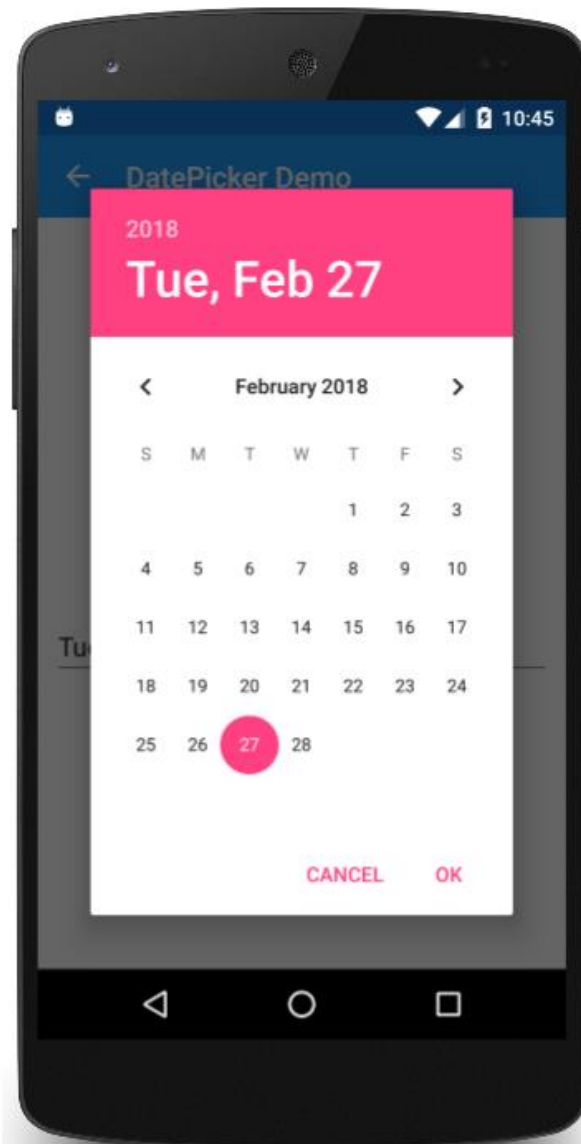 10:45
DatePicker Demo
2018
Tue, Feb 27
February 2018
S M T W T F S
1 2 3
4 5 6 7 8 9 10
11 12 13 14 15 16 17
Tu
18 19 20 21 22 23 24
25 26 27 28
CANCEL OK